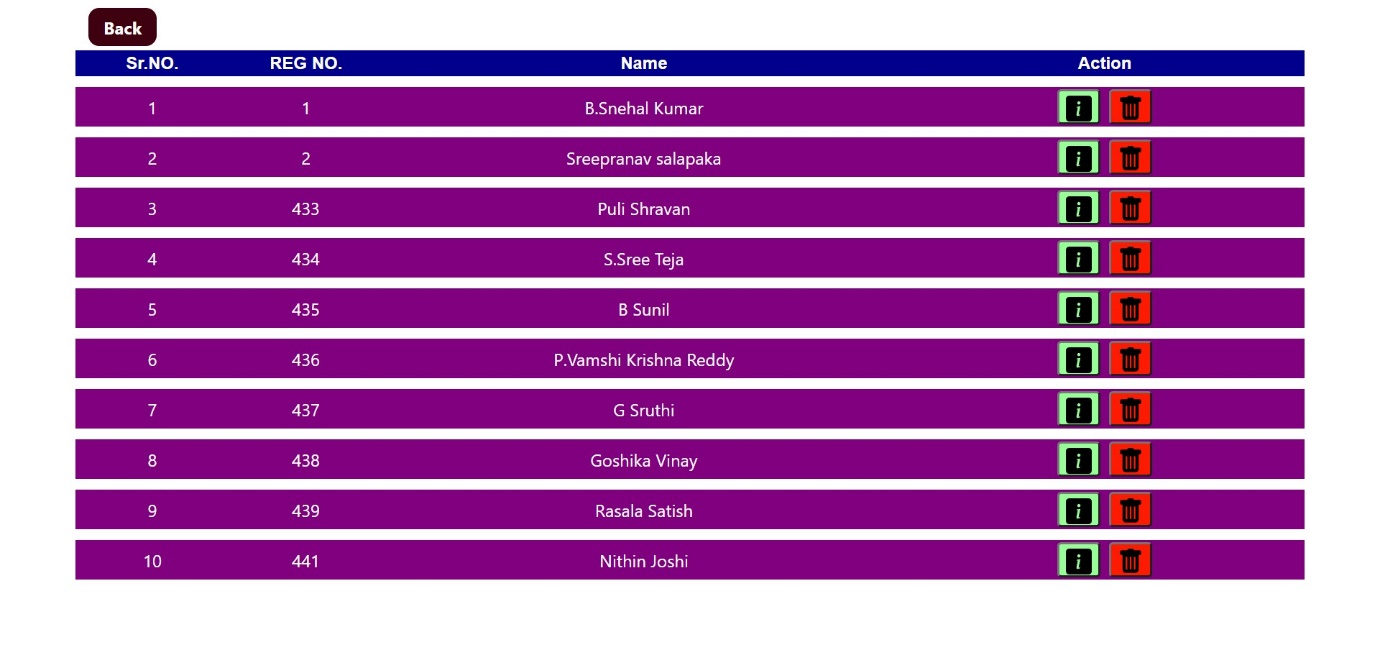 Back
Sr.NO. REG NO. Name Action
1 1 B.Snehal Kumar i
2 2 Sreepranav salapaka i
3 433 Puli Shravan i
4 434 S.Sree Teja i
5 435 B Sunil i
6 436 P.Vamshi Krishna Reddy i
7 437 G Sruthi i
8 438 Goshika Vinay i
9 439 Rasala Satish i
10 441 Nithin Joshi i